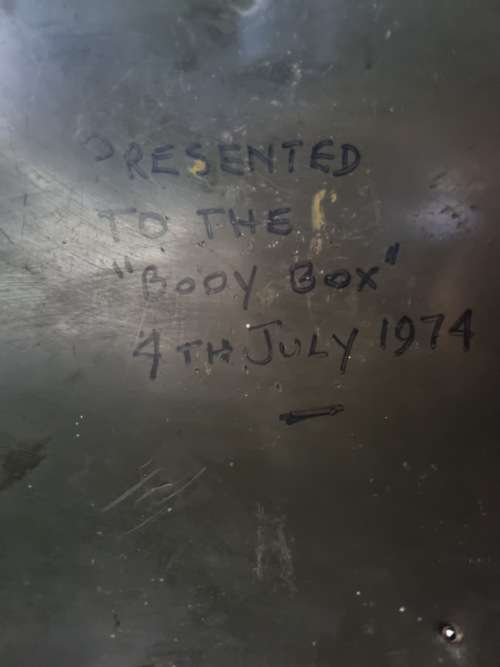 PRESENTED
TO THE
"BODY BOX"
4TH JULY 1974